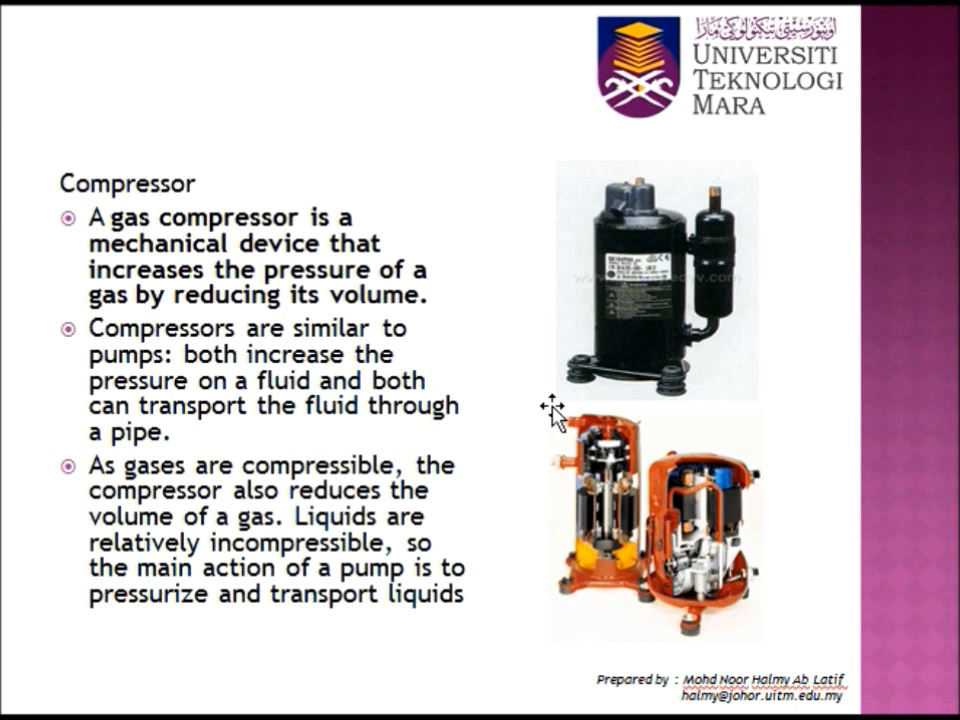 اونيۏرسيتي تيكنولوكي مارا
UNIVERSITI
TEKNOLOGI
MARA
Compressor
A gas compressor is a
mechanical device that
increases the pressure of a
gas by reducing its volume.
Compressors are similar to
pumps: both increase the
pressure on a fluid and both
can transport the fluid through
a pipe.
As gases are compressible, the
compressor also reduces the
volume of a gas. Liquids are
relatively incompressible, so
the main action of a pump is to
pressurize and transport liquids
Prepared by : Mohd Noor Halmy Ab Latif
halmy@johor.uitm.edu.my